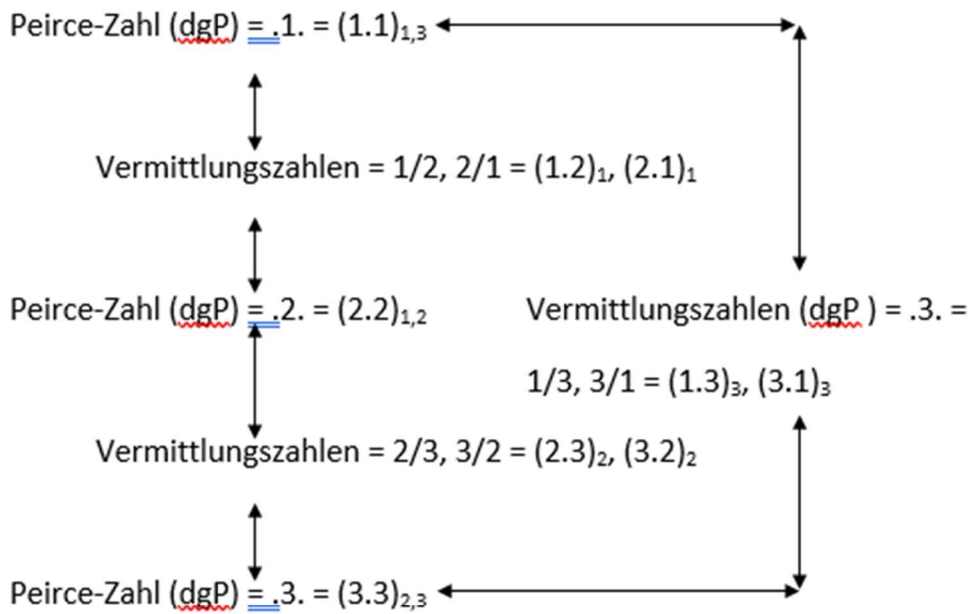 Peirce-Zahl (dgP) = .1. = (1.1)₁,₃
Vermittlungszahlen = 1/2, 2/1 = (1.2)₁, (2.1)₁
Peirce-Zahl (dgP) = .2. = (2.2)₁,₂
Vermittlungszahlen (dgP ) = .3. =
1/3, 3/1 = (1.3)₃, (3.1)₃
Vermittlungszahlen = 2/3, 3/2 = (2.3)₂, (3.2)₂
Peirce-Zahl (dgP) = .3. = (3.3)₂,₃